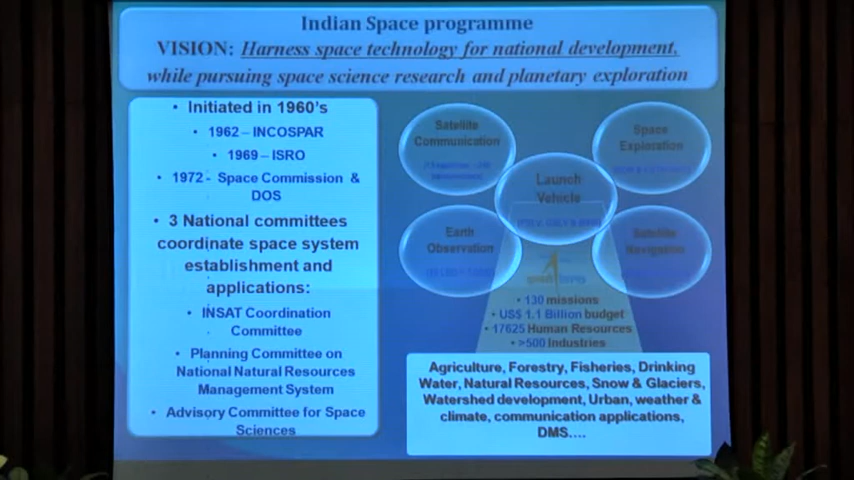 Indian Space programme
VISION: Harness space technology for national development,
while pursuing space science research and planetary exploration
• Initiated in 1960's
• 1962 – INCOSPAR
• 1969 – ISRO
• 1972 - Space Commission &
DOS
• 3 National committees
coordinate space system
establishment and
applications:
• INSAT Coordination
Committee
• Planning Committee on
National Natural Resources
Management System
• Advisory Committee for Space
Sciences
Satellite
Communication
Space
Exploration
Launch
Vehicle
Earth
Observation
Satellite
Navigation
• 130 missions
• US$ 1.1 Billion budget
• 17625 Human Resources
• >500 Industries
Agriculture, Forestry, Fisheries, Drinking
Water, Natural Resources, Snow & Glaciers,
Watershed development, Urban, weather &
climate, communication applications,
DMS....